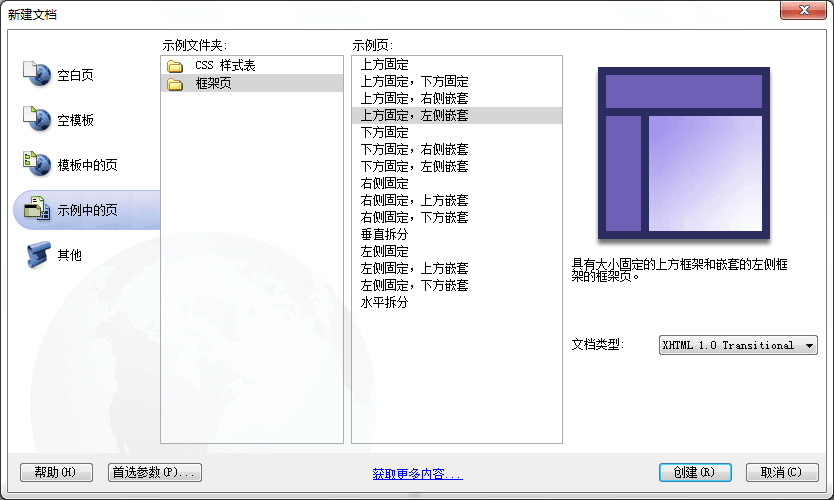 新建文档
空白页
空模板
模板中的页
示例中的页
其他
示例文件夹:
CSS 样式表
框架页
示例页:
上方固定
上方固定，下方固定
上方固定，右侧嵌套
上方固定，左侧嵌套
下方固定
下方固定，右侧嵌套
下方固定，左侧嵌套
右侧固定
右侧固定，上方嵌套
右侧固定，下方嵌套
垂直拆分
左侧固定
左侧固定，上方嵌套
左侧固定，下方嵌套
水平拆分
具有大小固定的上方框架和嵌套的左侧框
架的框架页。
文档类型:
XHTML 1.0 Transitional
帮助(H)
首选参数(P)...
获取更多内容...
创建(R)
取消(C)